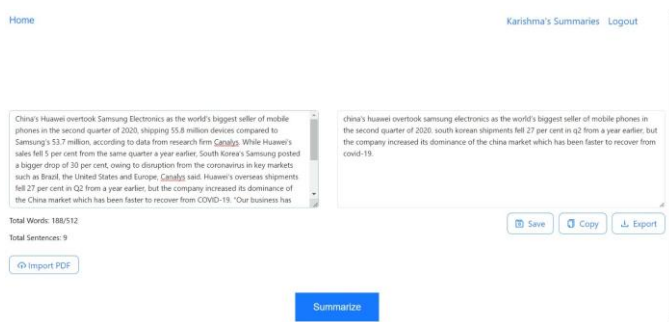 Home
Karishma's Summaries Logout
China's Huawei overtook Samsung Electronics as the world's biggest seller of mobile
phones in the second quarter of 2020, shipping 55.8 million devices compared to
Samsung's 53.7 million, according to data from research firm Canalys. While Huawei's
sales fell 5 per cent from the same quarter a year earlier, South Korea's Samsung posted
a bigger drop of 30 per cent, owing to disruption from the coronavirus in key markets
such as Brazil, the United States and Europe, Canalys said. Huawei's overseas shipments
fell 27 per cent in Q2 from a year earlier, but the company increased its dominance of
the China market which has been faster to recover from COVID-19. "Our business has
china's huawei overtook samsung electronics as the world's biggest seller of mobile phones in
the second quarter of 2020. south korean shipments fell 27 per cent in q2 from a year earlier, but
the company increased its dominance of the china market which has been faster to recover from
covid-19.
Total Words: 188/512
Total Sentences: 9
Save Copy Export
Import PDF
Summarize